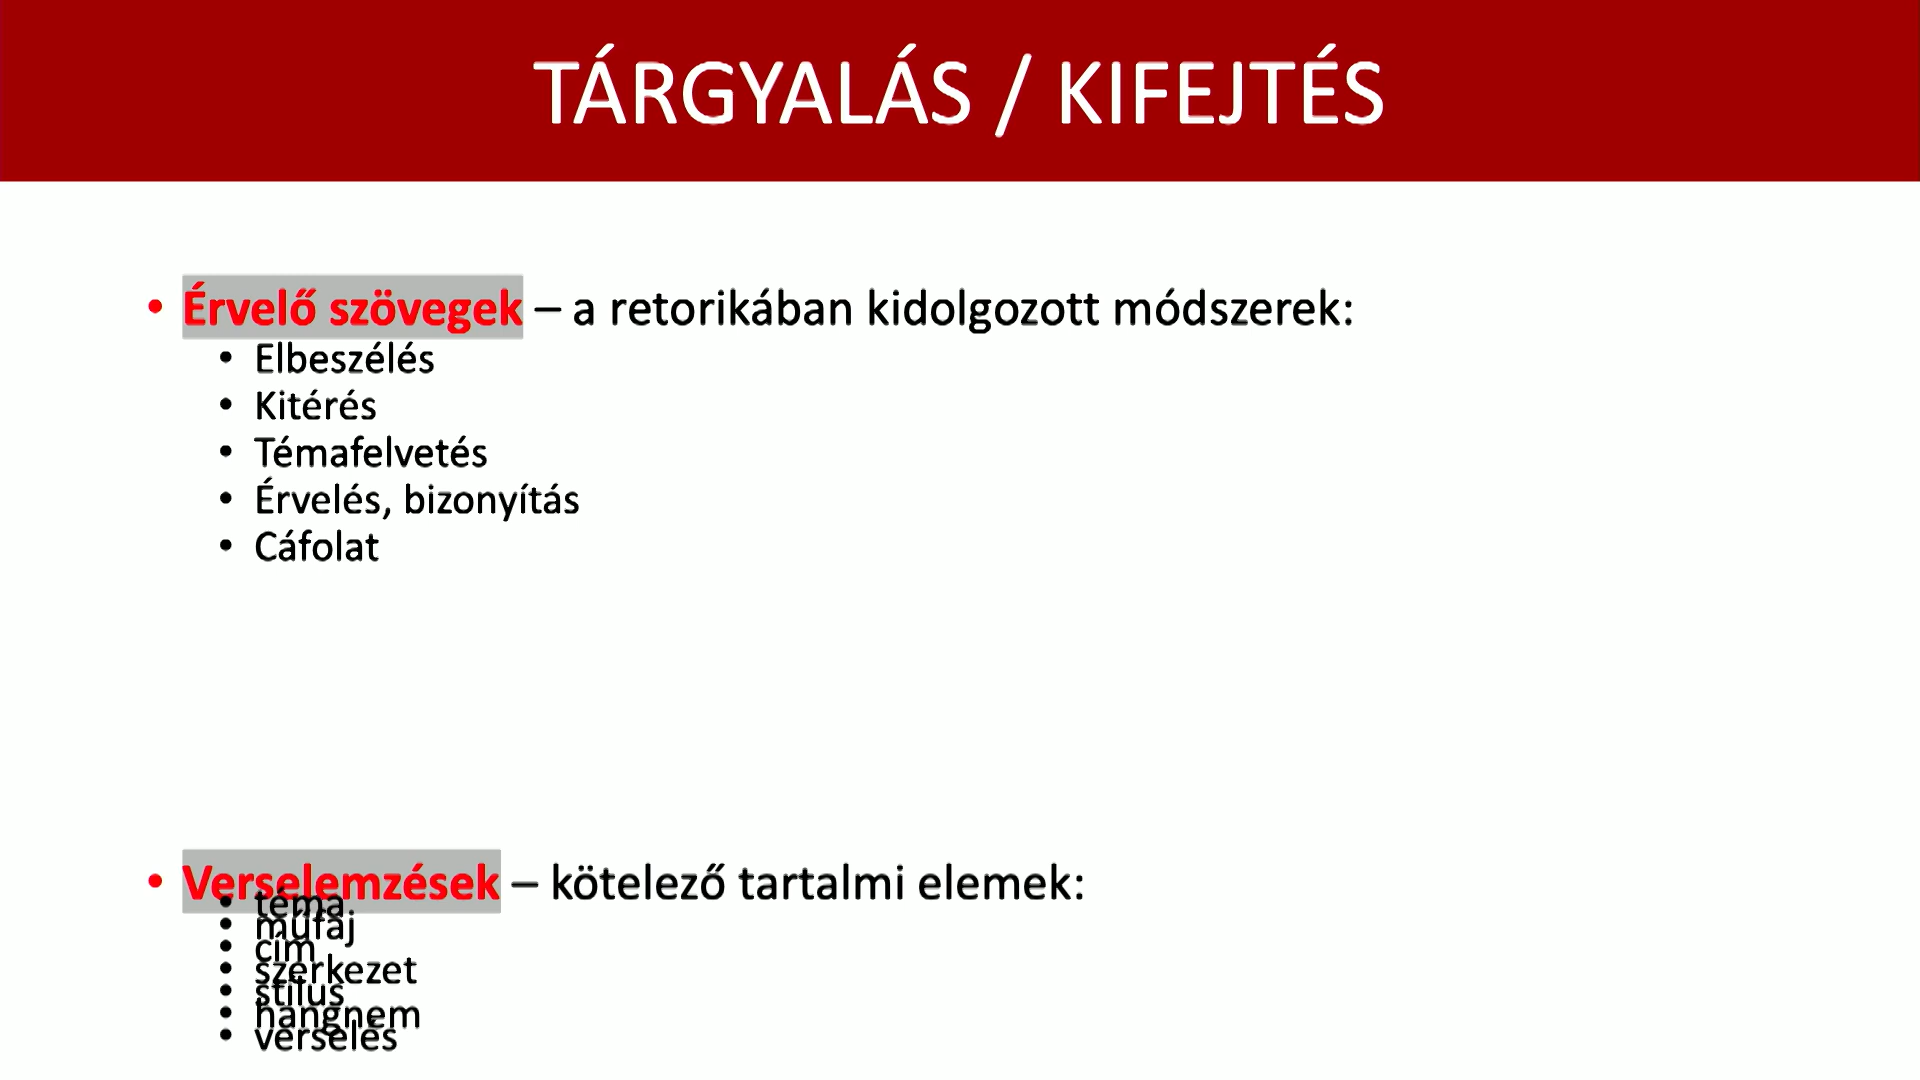 TÁRGYALÁS / KIFEJTÉS
• Érvelő szövegek – a retorikában kidolgozott módszerek:
• Elbeszélés
• Kitérés
• Témafelvetés
• Érvelés, bizonyítás
• Cáfolat
• Verselemzések – kötelező tartalmi elemek:
• téma
• műfaj
• cím
• szerkezet
• stílus
• hangnem
• verselés